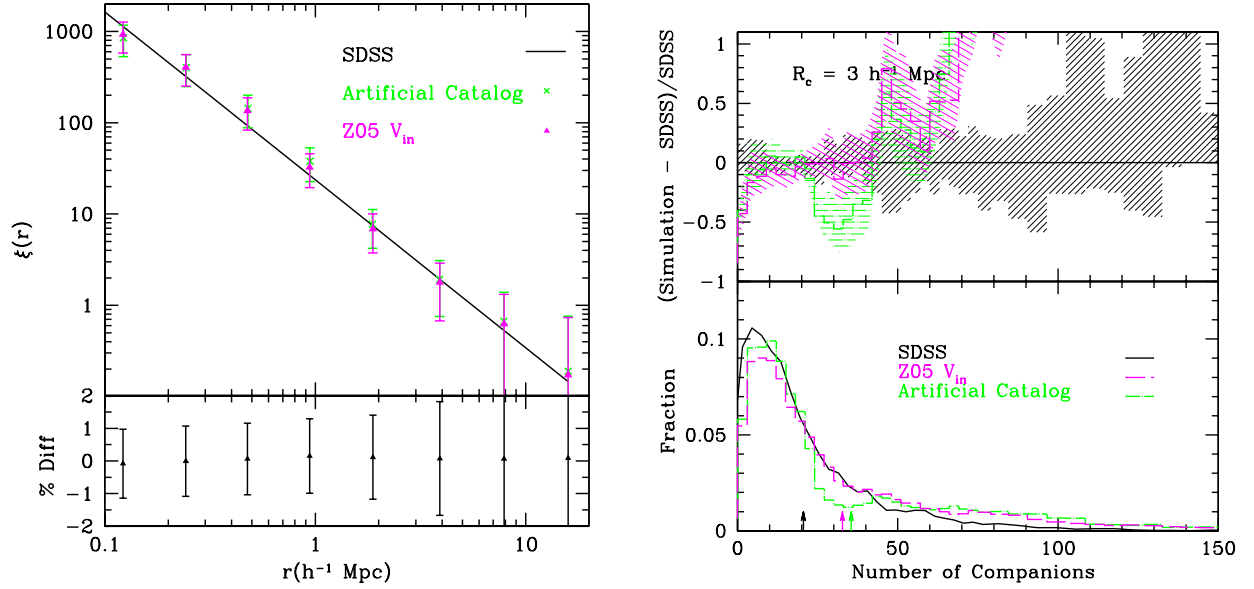 1000
100
10
1
ξ(r)
SDSS
Artificial Catalog
Z05 V_in
2
1
0
−1
−2
% Diff
0.1
1
10
r(h⁻¹ Mpc)
1
0.5
0
−0.5
−1
(Simulation − SDSS)/SDSS
R_c = 3 h⁻¹ Mpc
0.1
0.05
0
Fraction
SDSS
Z05 V_in
Artificial Catalog
0
50
100
150
Number of Companions